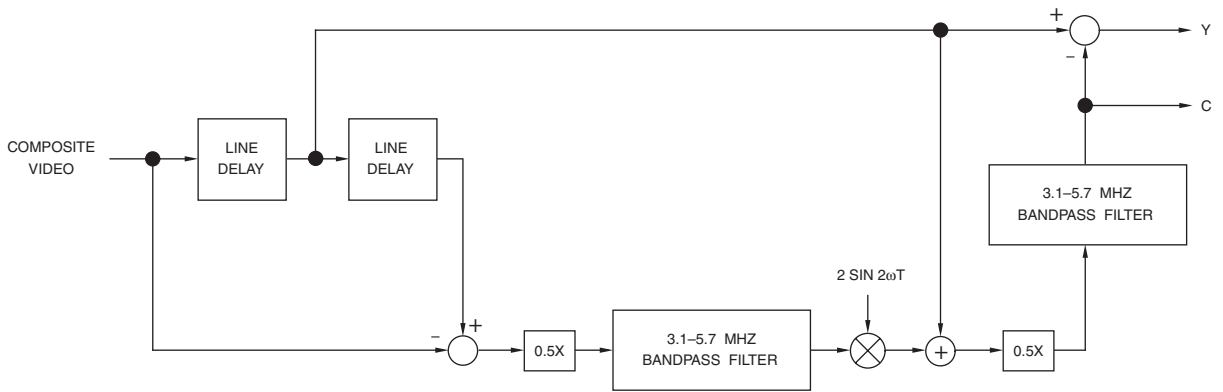 +
Y
–
C
COMPOSITE
VIDEO
LINE
DELAY
LINE
DELAY
3.1–5.7 MHZ
BANDPASS FILTER
2 SIN 2ωT
–
+
0.5X
3.1–5.7 MHZ
BANDPASS FILTER
+
0.5X